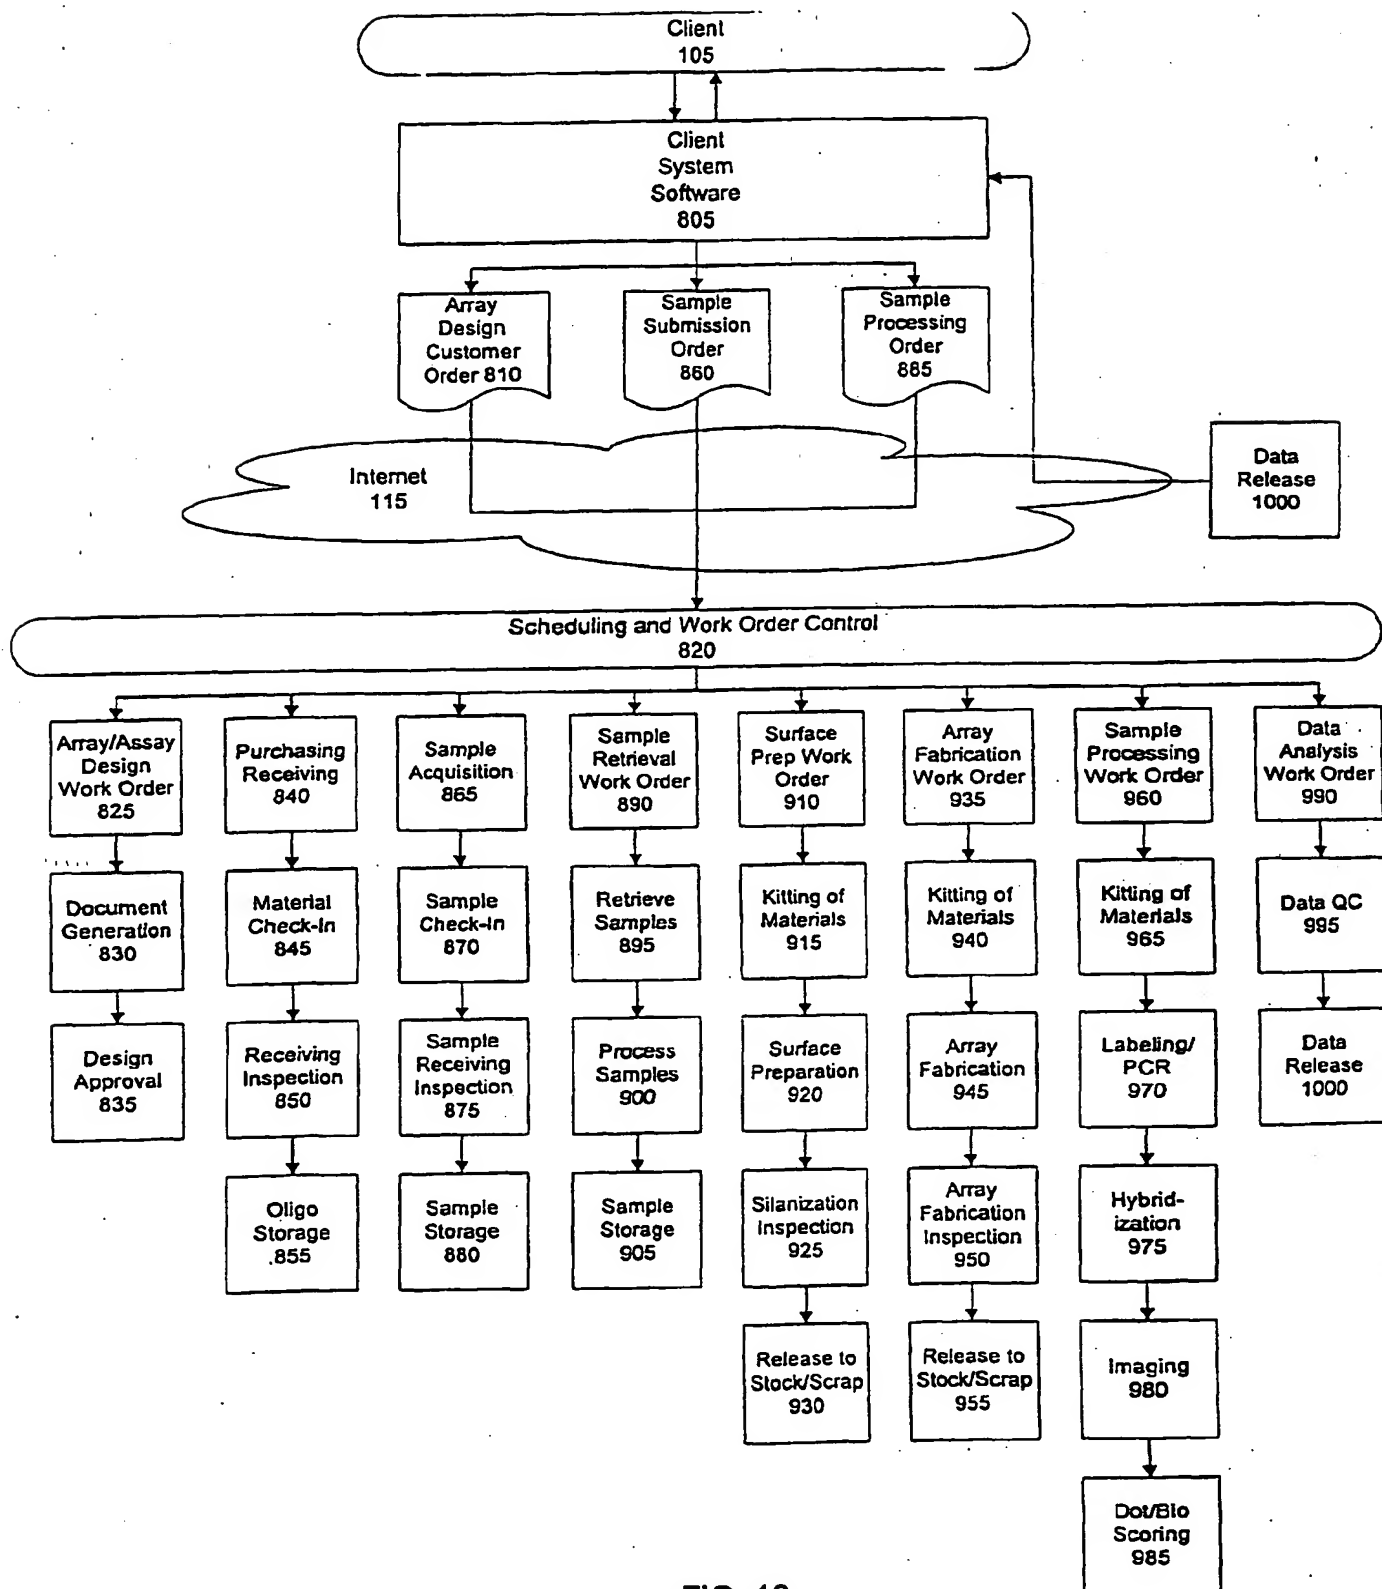 Client
105
Client
System
Software
805
Array
Design
Customer
Order 810
Sample
Submission
Order
860
Sample
Processing
Order
885
Internet
115
Data
Release
1000
Scheduling and Work Order Control
820
Array/Assay
Design
Work Order
825
Purchasing
Receiving
840
Sample
Acquisition
865
Sample
Retrieval
Work Order
890
Surface
Prep Work
Order
910
Array
Fabrication
Work Order
935
Sample
Processing
Work Order
960
Data
Analysis
Work Order
990
Document
Generation
830
Material
Check-In
845
Sample
Check-In
870
Retrieve
Samples
895
Kitting of
Materials
915
Kitting of
Materials
940
Kitting of
Materials
965
Data QC
995
Design
Approval
835
Receiving
Inspection
850
Sample
Receiving
Inspection
875
Process
Samples
900
Surface
Preparation
920
Array
Fabrication
945
Labeling/
PCR
970
Data
Release
1000
Oligo
Storage
855
Sample
Storage
880
Sample
Storage
905
Silanization
Inspection
925
Array
Fabrication
Inspection
950
Hybrid-
ization
975
Release to
Stock/Scrap
930
Release to
Stock/Scrap
955
Imaging
980
Dot/Bio
Scoring
985